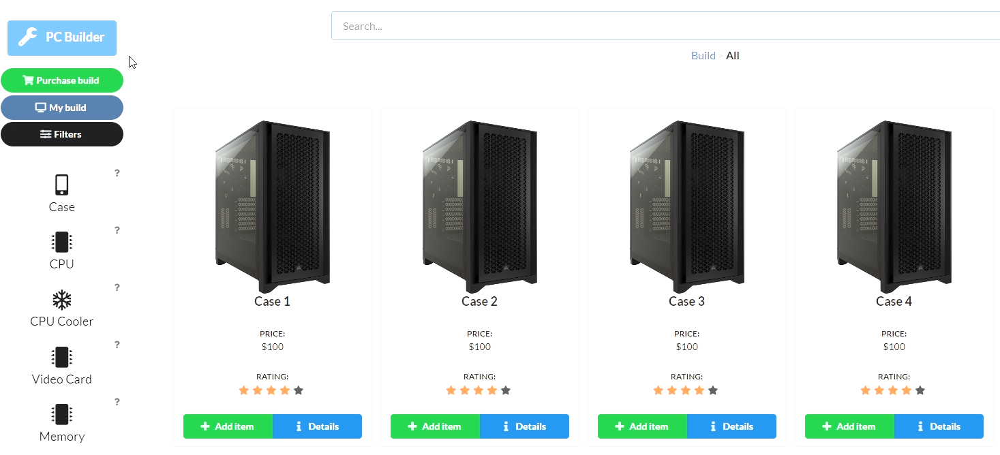 PC Builder
Search...
Build > All
Purchase build
My build
Filters
?
Case
?
CPU
?
CPU Cooler
?
Video Card
?
Memory
Case 1 Case 2 Case 3 Case 4
PRICE: PRICE: PRICE: PRICE:
$100 $100 $100 $100
RATING: RATING: RATING: RATING:
Add item Details Add item Details Add item Details Add item Details